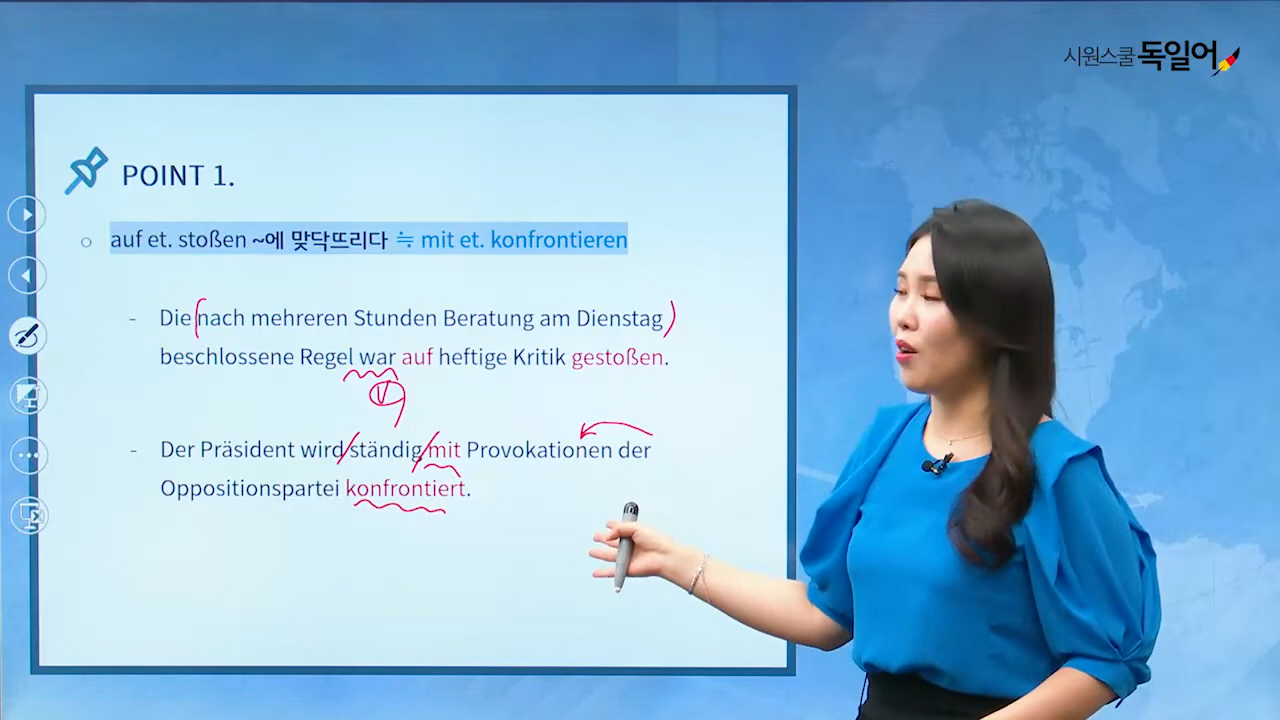 시원스쿨 독일어
POINT 1.
auf et. stoßen ~에 맞닥뜨리다 ≒ mit et. konfrontieren
- Die (nach mehreren Stunden Beratung am Dienstag)
beschlossene Regel war auf heftige Kritik gestoßen.
- Der Präsident wird/ständig/mit Provokationen der
Oppositionspartei konfrontiert.